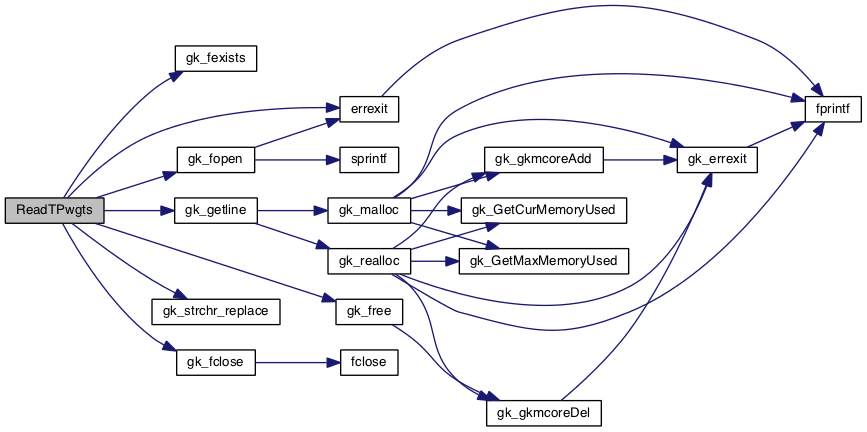 gk_fexists
errexit
fprintf
gk_fopen
sprintf
gk_gkmcoreAdd
gk_errexit
ReadTPwgts
gk_getline
gk_malloc
gk_GetCurMemoryUsed
gk_realloc
gk_GetMaxMemoryUsed
gk_strchr_replace
gk_free
gk_fclose
fclose
gk_gkmcoreDel